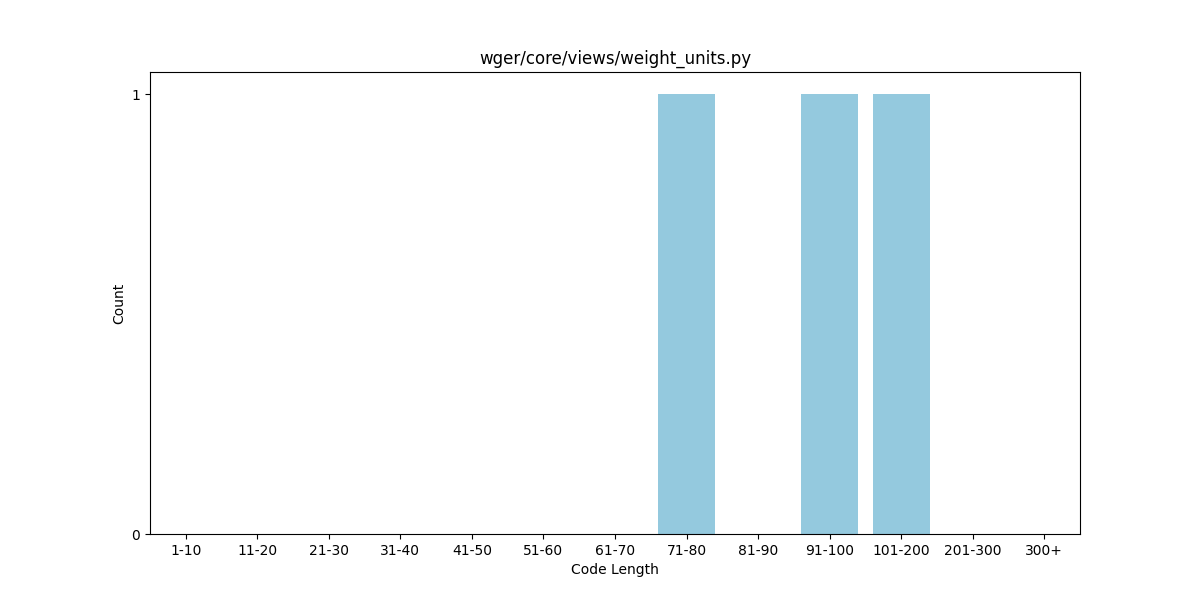 wger/core/views/weight_units.py
1
Count
0
1-10 11-20 21-30 31-40 41-50 51-60 61-70 71-80 81-90 91-100 101-200 201-300 300+
Code Length